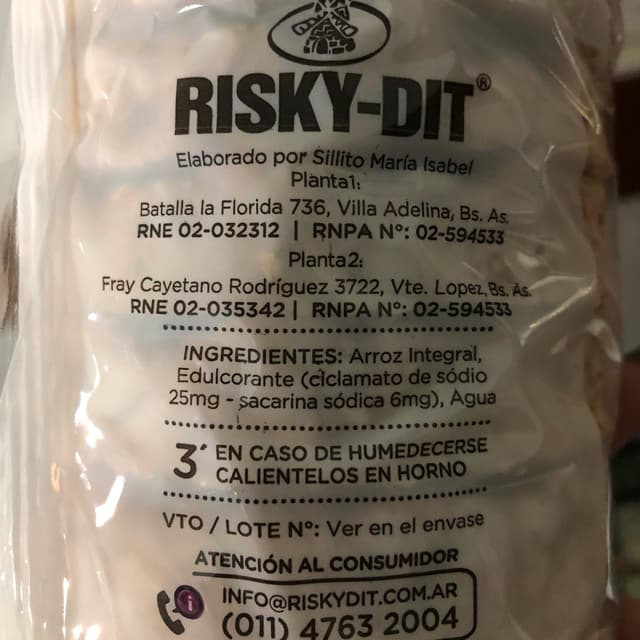 RISKY-DIT®
Elaborado por Sillito María Isabel
Planta1:
Batalla la Florida 736, Villa Adelina, Bs. As.
RNE 02-032312 | RNPA N°: 02-594533
Planta2:
Fray Cayetano Rodríguez 3722, Vte. Lopez, Bs. As.
RNE 02-035342 | RNPA N°: 02-594533
INGREDIENTES: Arroz Integral,
Edulcorante (ciclamato de sódio
25mg - sacarina sódica 6mg), Agua
3´ EN CASO DE HUMEDECERSE
CALIENTELOS EN HORNO
VTO / LOTE N°: Ver en el envase
ATENCIÓN AL CONSUMIDOR
INFO@RISKYDIT.COM.AR
(011) 4763 2004